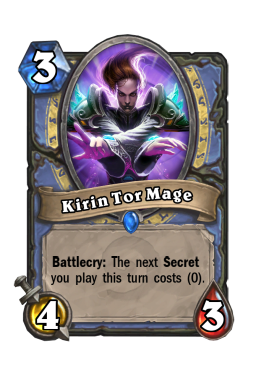 3
Kirin Tor Mage
Battlecry: The next Secret
you play this turn costs (0).
4
3